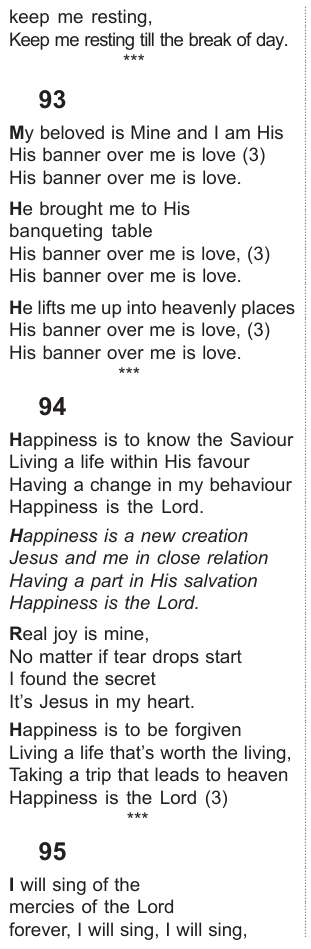 keep me resting,
Keep me resting till the break of day.
***
93
My beloved is Mine and I am His
His banner over me is love (3)
His banner over me is love.
He brought me to His
banqueting table
His banner over me is love, (3)
His banner over me is love.
He lifts me up into heavenly places
His banner over me is love, (3)
His banner over me is love.
***
94
Happiness is to know the Saviour
Living a life within His favour
Having a change in my behaviour
Happiness is the Lord.
Happiness is a new creation
Jesus and me in close relation
Having a part in His salvation
Happiness is the Lord.
Real joy is mine,
No matter if tear drops start
I found the secret
It’s Jesus in my heart.
Happiness is to be forgiven
Living a life that’s worth the living,
Taking a trip that leads to heaven
Happiness is the Lord (3)
***
95
I will sing of the
mercies of the Lord
forever, I will sing, I will sing,